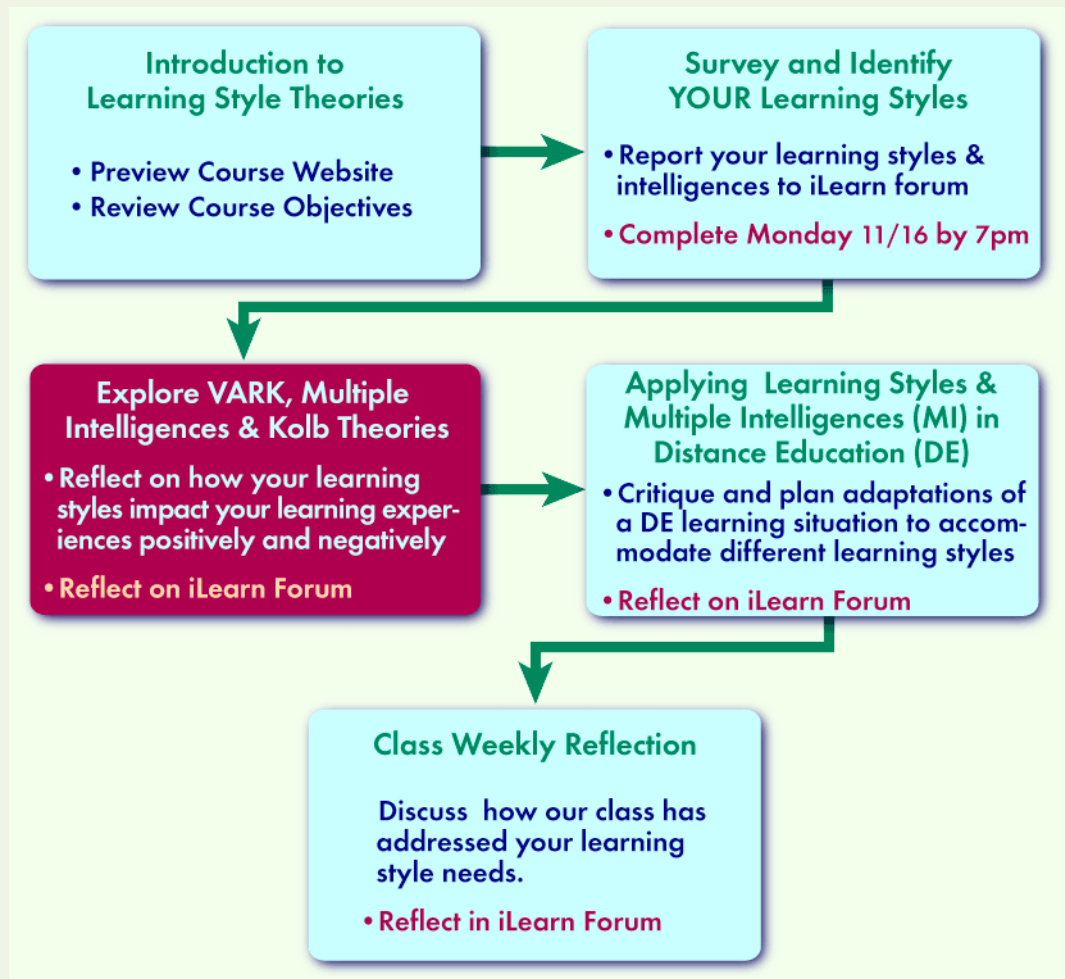 Introduction to
Learning Style Theories
• Preview Course Website
• Review Course Objectives
Survey and Identify
YOUR Learning Styles
• Report your learning styles &
intelligences to iLearn forum
• Complete Monday 11/16 by 7pm
Explore VARK, Multiple
Intelligences & Kolb Theories
• Reflect on how your learning
styles impact your learning exper-
iences positively and negatively
• Reflect on iLearn Forum
Applying Learning Styles &
Multiple Intelligences (MI) in
Distance Education (DE)
• Critique and plan adaptations of
a DE learning situation to accom-
modate different learning styles
• Reflect on iLearn Forum
Class Weekly Reflection
Discuss how our class has
addressed your learning
style needs.
• Reflect in iLearn Forum